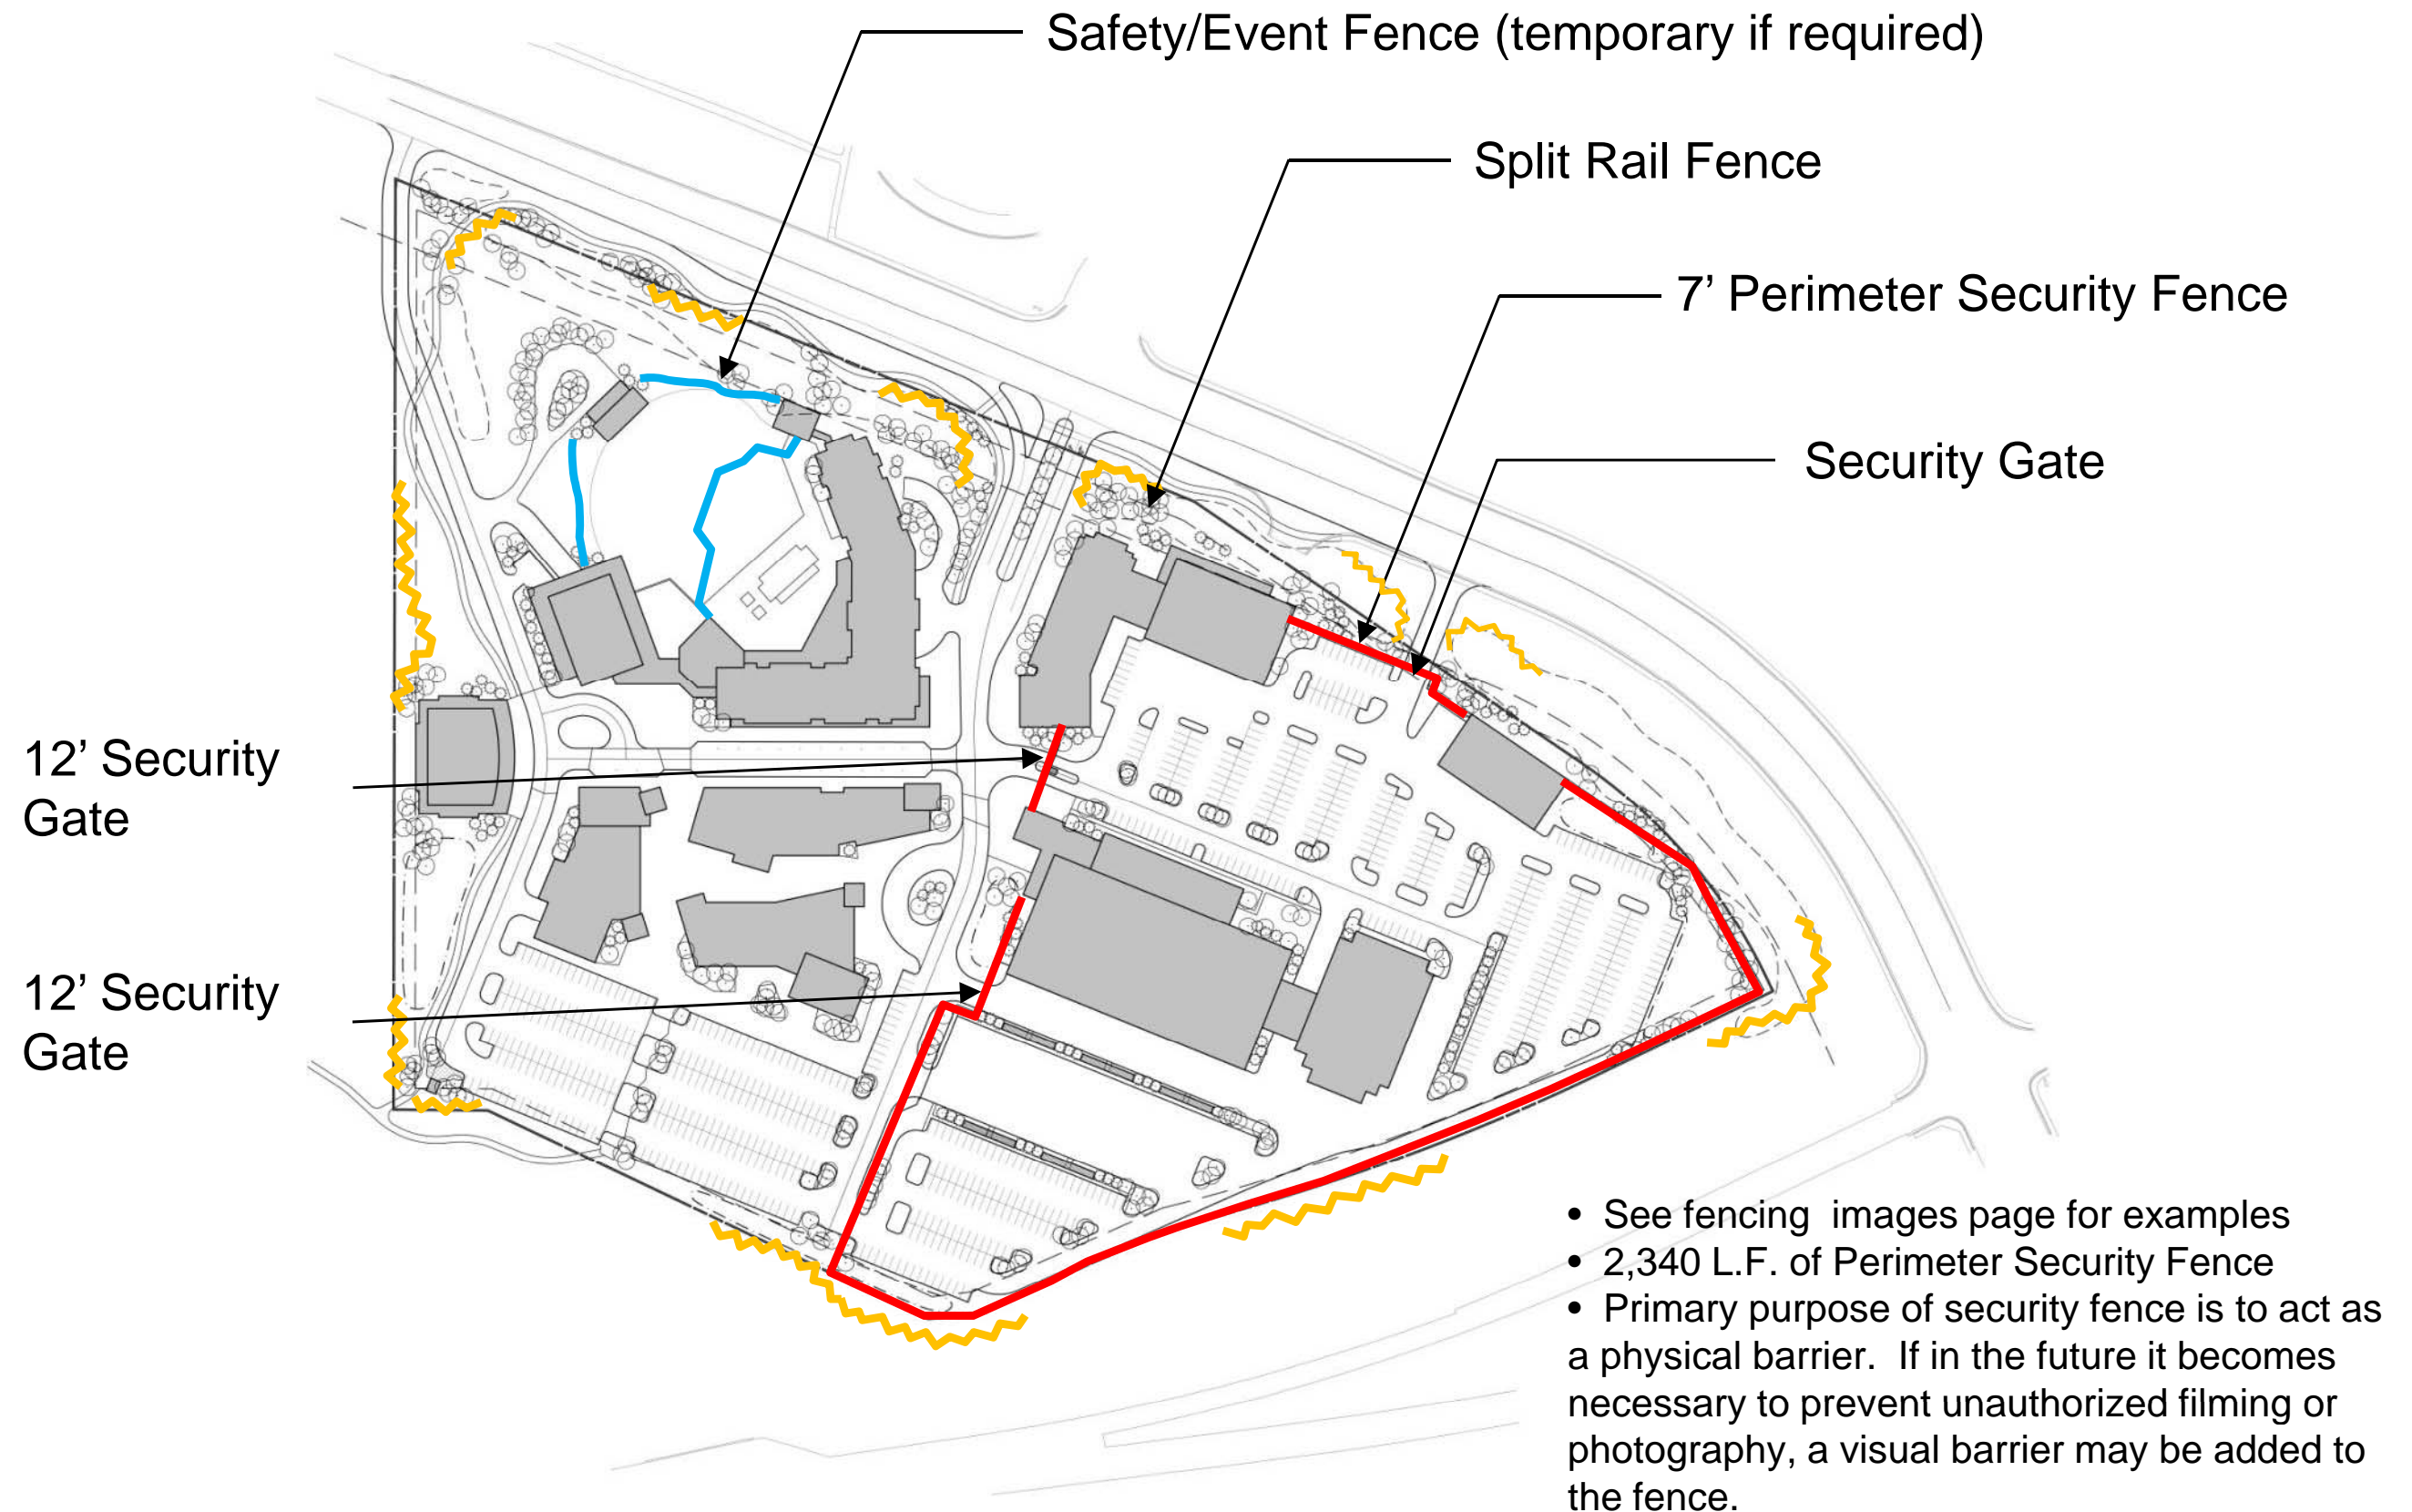 Safety/Event Fence (temporary if required)
Split Rail Fence
7’ Perimeter Security Fence
Security Gate
12’ Security
Gate
12’ Security
Gate
• See fencing images page for examples
• 2,340 L.F. of Perimeter Security Fence
• Primary purpose of security fence is to act as
a physical barrier. If in the future it becomes
necessary to prevent unauthorized filming or
photography, a visual barrier may be added to
the fence.